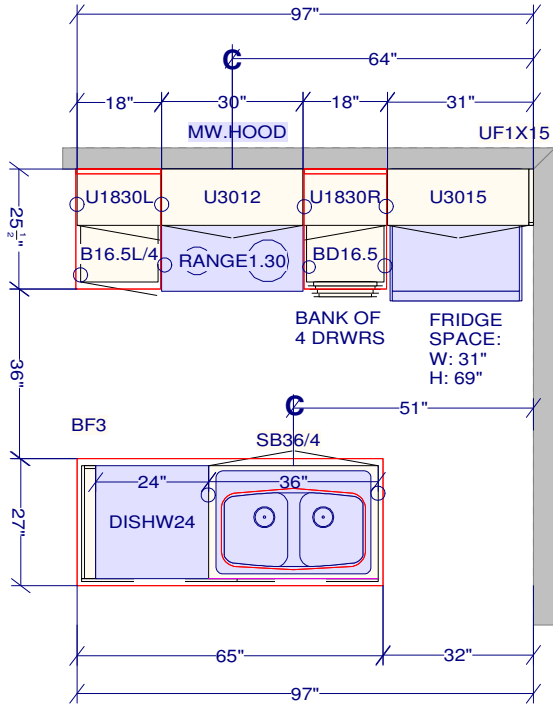 97"
C 64"
18" 30" 18" 31"
MW.HOOD UF1X15
U1830L U3012 U1830R U3015
25 1/2"
B16.5L/4 RANGE1.30 BD16.5
BANK OF
4 DRWRS
FRIDGE
SPACE:
W: 31"
H: 69"
36"
C 51"
BF3
SB36/4
24" 36"
DISHW24
27"
65" 32"
97"